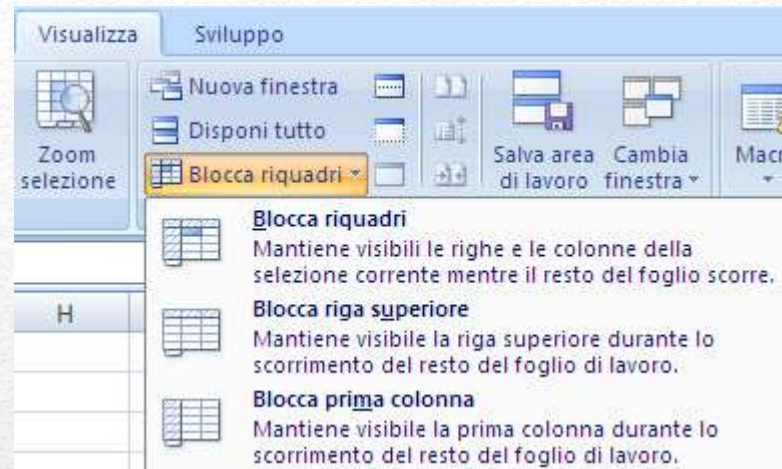 Visualizza Sviluppo
Nuova finestra
Disponi tutto
Blocca riquadri
Zoom
selezione
Salva area
di lavoro
Cambia
finestra
Macr
Blocca riquadri
Mantiene visibili le righe e le colonne della
selezione corrente mentre il resto del foglio scorre.
Blocca riga superiore
Mantiene visibile la riga superiore durante lo
scorrimento del resto del foglio di lavoro.
Blocca prima colonna
Mantiene visibile la prima colonna durante lo
scorrimento del resto del foglio di lavoro.
H